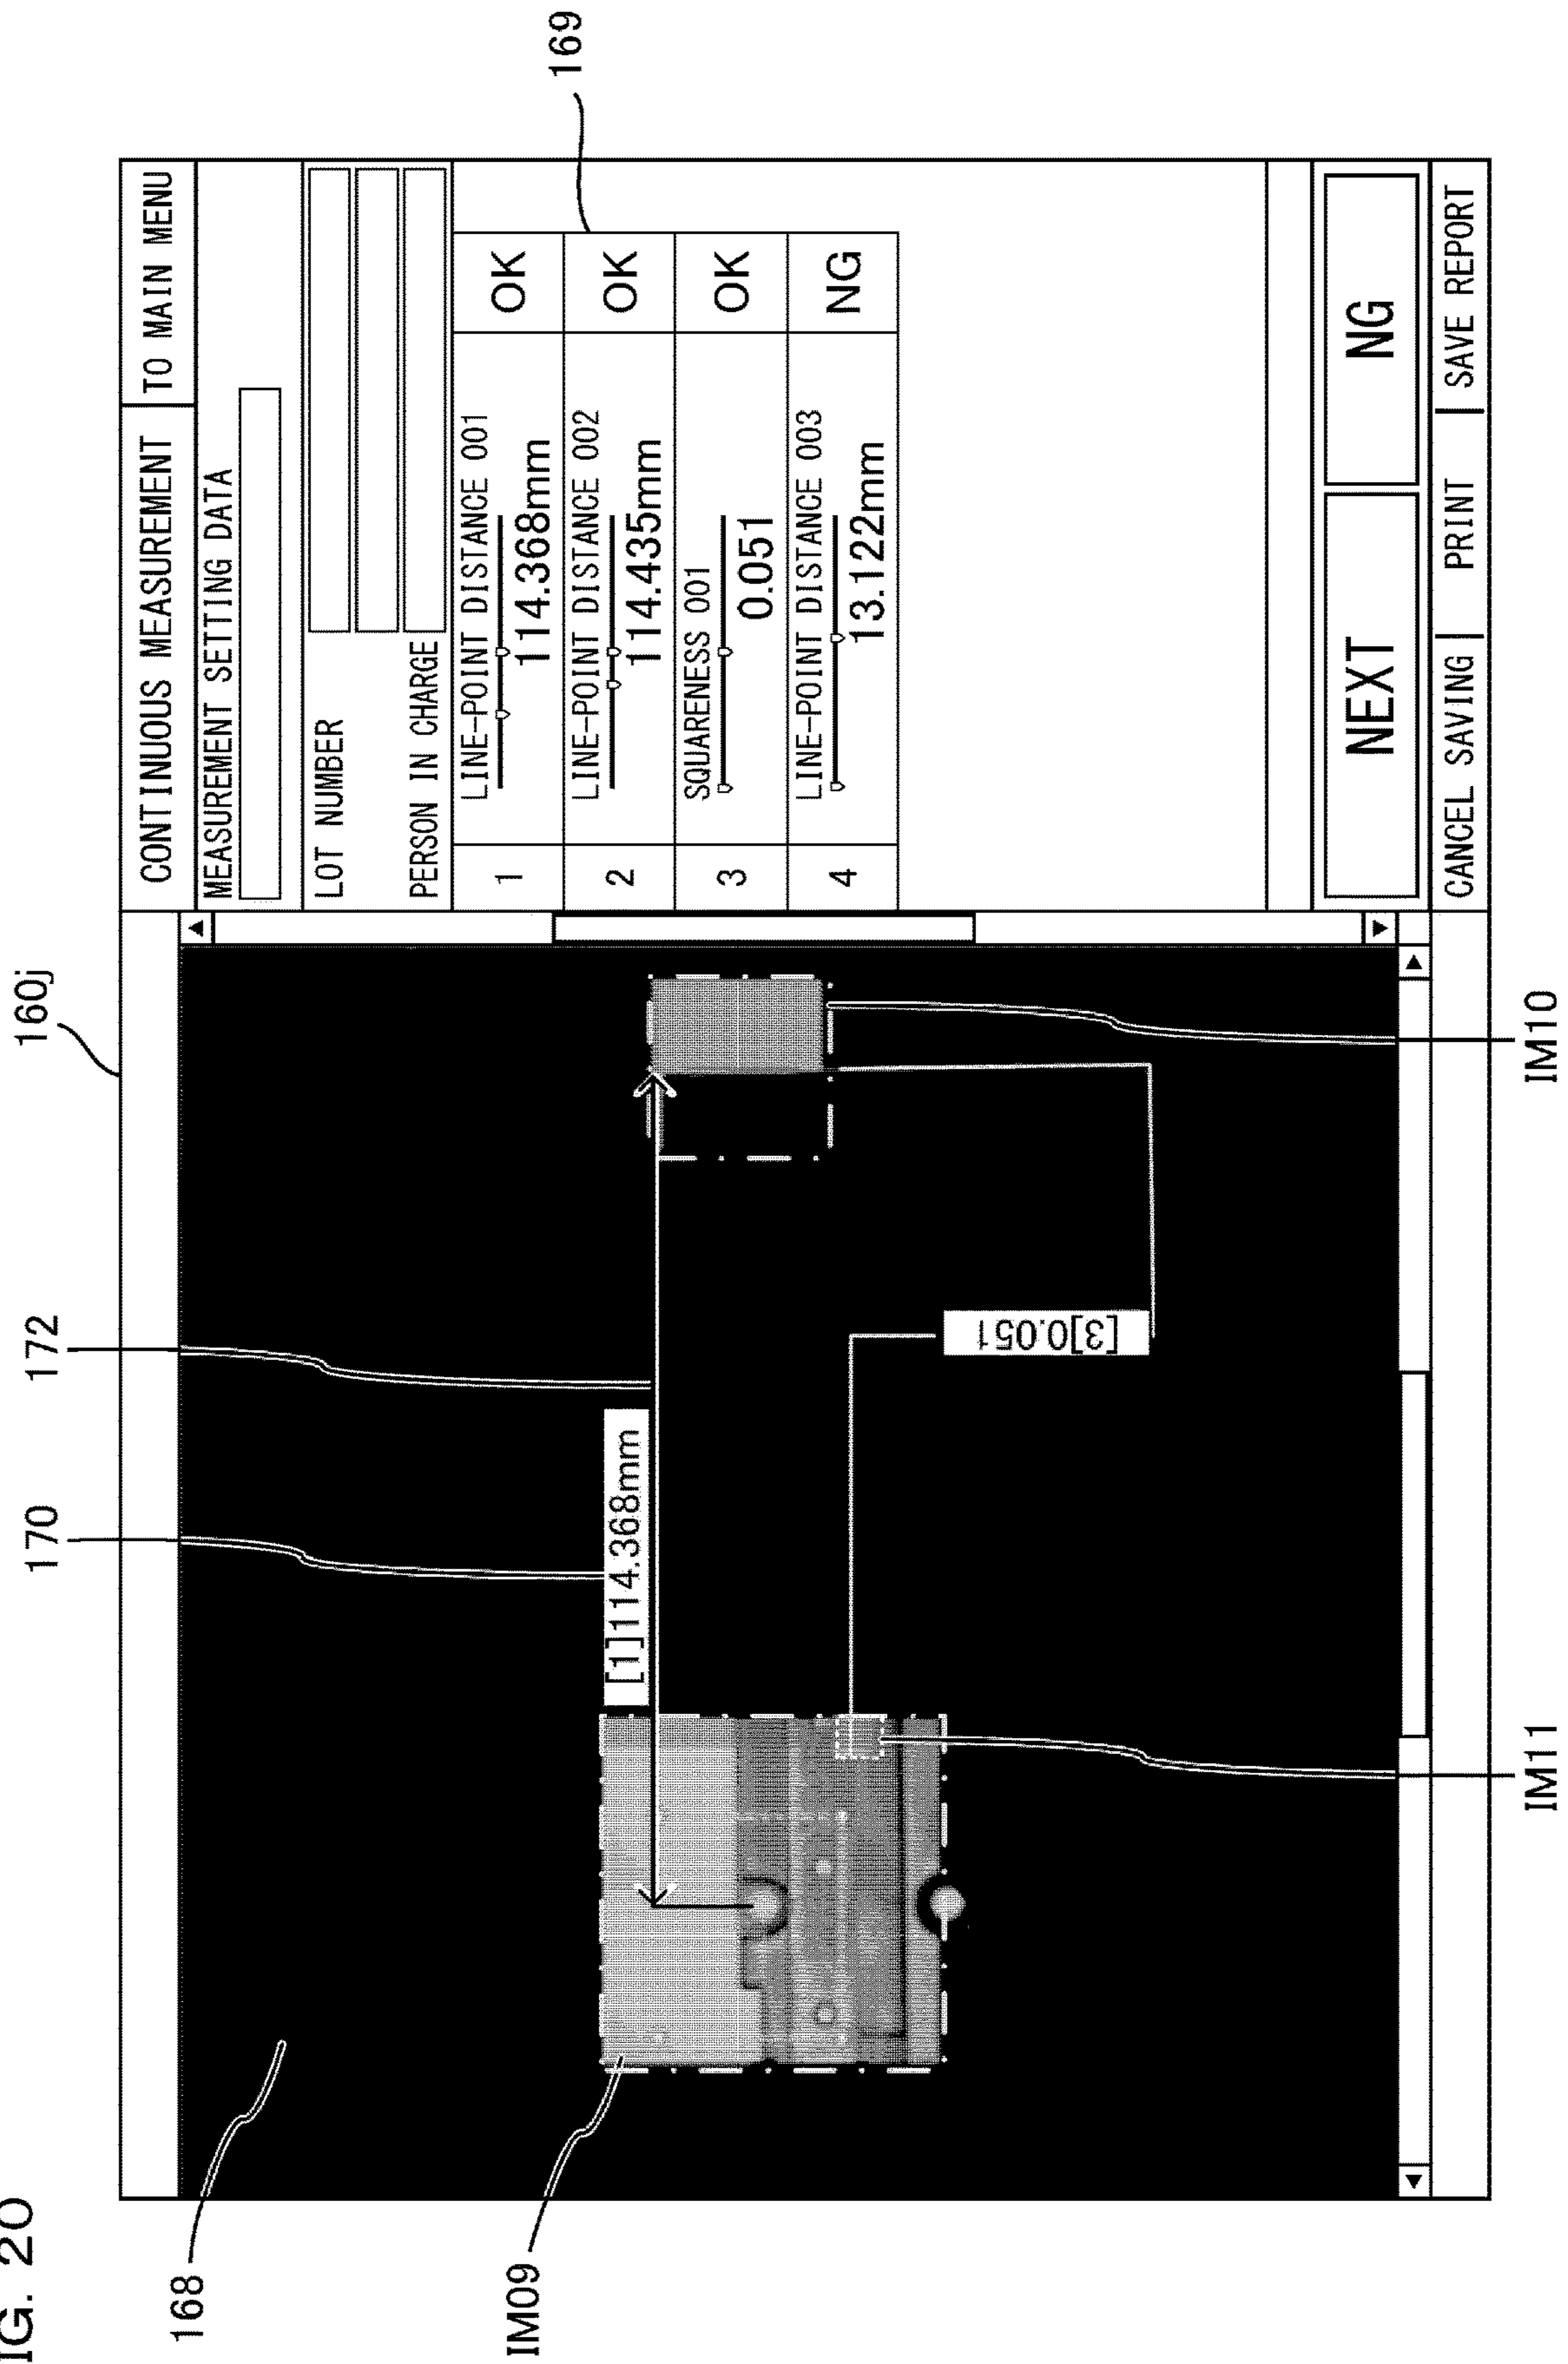 IG. 20
160j
168
170
172
169
IM09
IM11
IM10
CONTINUOUS MEASUREMENT
TO MAIN MENU
MEASUREMENT SETTING DATA
LOT NUMBER
PERSON IN CHARGE
1
LINE-POINT DISTANCE 001
114.368mm
OK
2
LINE-POINT DISTANCE 002
114.435mm
OK
3
SQUARENESS 001
0.051
OK
4
LINE-POINT DISTANCE 003
13.122mm
NG
[1]114.368mm
[3]0.051
NEXT
NG
CANCEL SAVING
PRINT
SAVE REPORT